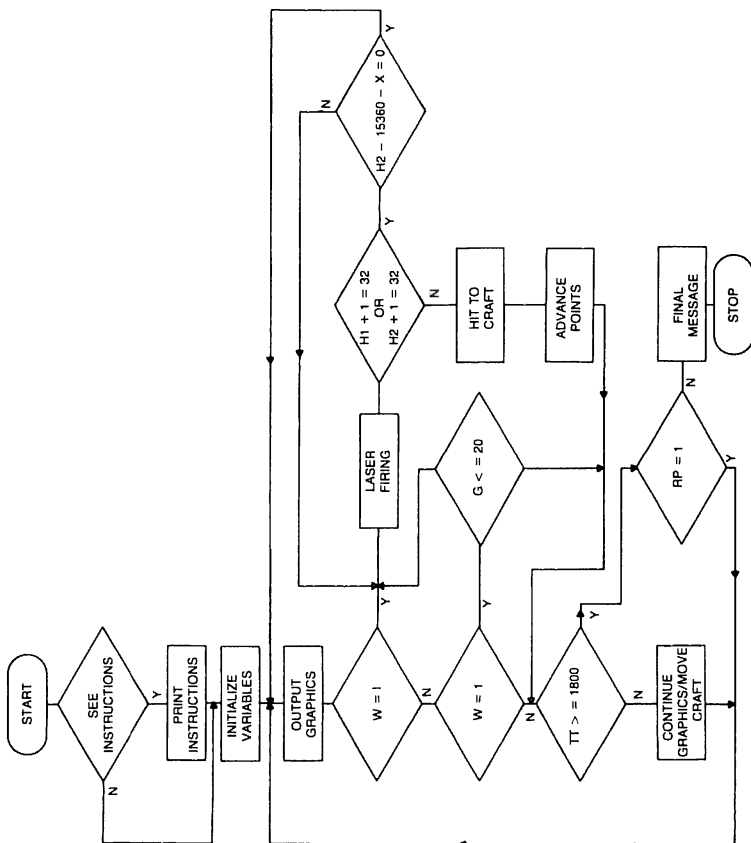 START
SEE
INSTRUCTIONS
N
Y
PRINT
INSTRUCTIONS
INITIALIZE
VARIABLES
OUTPUT
GRAPHICS
W = I
Y
N
LASER
FIRING
H1 + 1 = 32
OR
H2 + 1 = 32
Y
N
H2 – 15360 – X = 0
N
Y
HIT TO
CRAFT
ADVANCE
POINTS
W = 1
Y
N
G < = 20
TT > = 1800
Y
N
CONTINUE
GRAPHICS/MOVE
CRAFT
RP = 1
N
Y
FINAL
MESSAGE
STOP